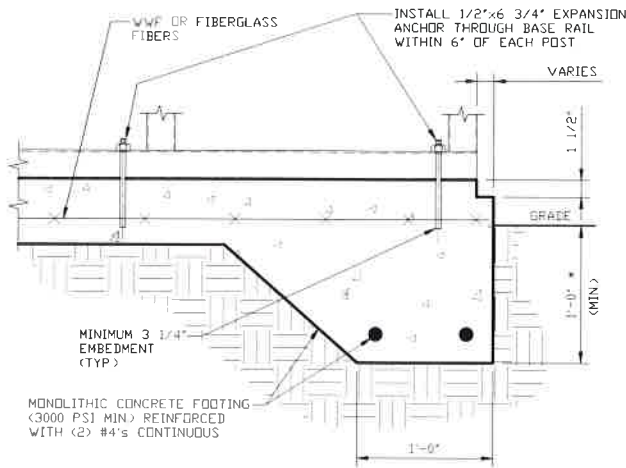 WWF OR FIBERGLASS
FIBERS
INSTALL 1/2"x6 3/4" EXPANSION
ANCHOR THROUGH BASE RAIL
WITHIN 6" OF EACH POST
VARIES
1 1/2"
GRADE
1'-0" *
(MIN)
MINIMUM 3 1/4"
EMBEDMENT
(TYP)
MONOLITHIC CONCRETE FOOTING
(3000 PSI MIN) REINFORCED
WITH (2) #4's CONTINUOUS
1'-0"